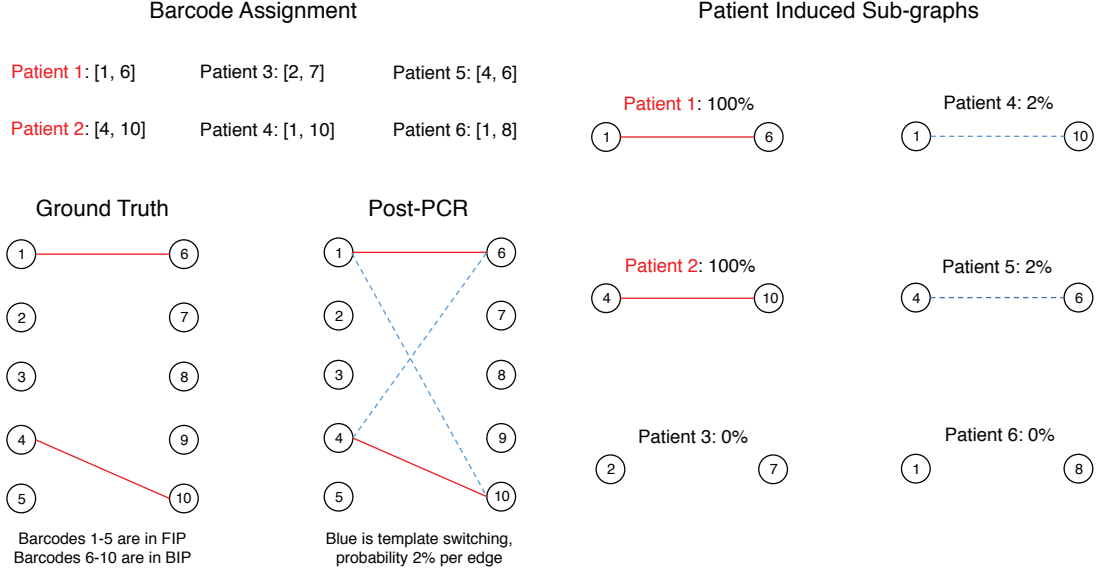 Barcode Assignment
Patient 1: [1, 6]
Patient 3: [2, 7]
Patient 5: [4, 6]
Patient 2: [4, 10]
Patient 4: [1, 10]
Patient 6: [1, 8]
Ground Truth
1
6
2
7
3
8
4
9
5
10
Barcodes 1-5 are in FIP
Barcodes 6-10 are in BIP
Post-PCR
1
6
2
7
3
8
4
9
5
10
Blue is template switching,
probability 2% per edge
Patient Induced Sub-graphs
Patient 1: 100%
1
6
Patient 4: 2%
1
10
Patient 2: 100%
4
10
Patient 5: 2%
4
6
Patient 3: 0%
2
7
Patient 6: 0%
1
8